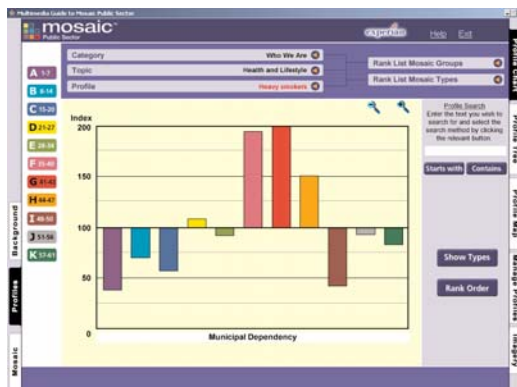 Multimedia Guide to Mosaic Public Sector
mosaic™
Public Sector
experian
Help
Exit
Category
Who We Are
Topic
Health and Lifestyle
Profile
Heavy smokers
Rank List Mosaic Groups
Rank List Mosaic Types
A 1-7
B 8-14
C 15-20
D 21-27
E 28-34
F 35-40
G 41-43
H 44-47
I 48-50
J 51-56
K 57-61
Index
200
150
100
50
0
Municipal Dependency
Profile Search
Enter the text you wish to
search for and select the
search method by clicking
the relevant button.
Starts with
Contains
Show Types
Rank Order
Background
Profiles
Mosaic
Profile Chart
Profile Tree
Profile Map
Manage Profiles
Imagery